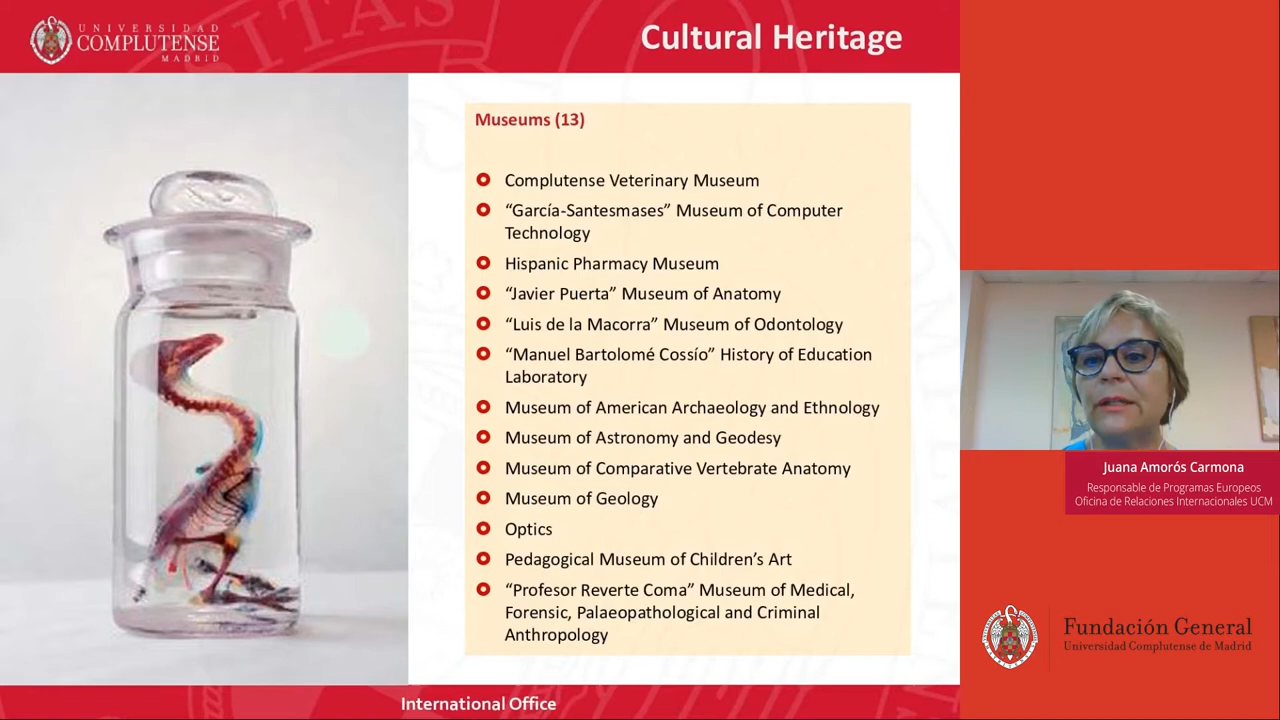 UNIVERSIDAD
COMPLUTENSE
MADRID
Cultural Heritage
Museums (13)
Complutense Veterinary Museum
“García-Santesmases” Museum of Computer
Technology
Hispanic Pharmacy Museum
“Javier Puerta” Museum of Anatomy
“Luis de la Macorra” Museum of Odontology
“Manuel Bartolomé Cossío” History of Education
Laboratory
Museum of American Archaeology and Ethnology
Museum of Astronomy and Geodesy
Museum of Comparative Vertebrate Anatomy
Museum of Geology
Optics
Pedagogical Museum of Children’s Art
“Profesor Reverte Coma” Museum of Medical,
Forensic, Palaeopathological and Criminal
Anthropology
International Office
Juana Amorós Carmona
Responsable de Programas Europeos
Oficina de Relaciones Internacionales UCM
Fundación General
Universidad Complutense de Madrid